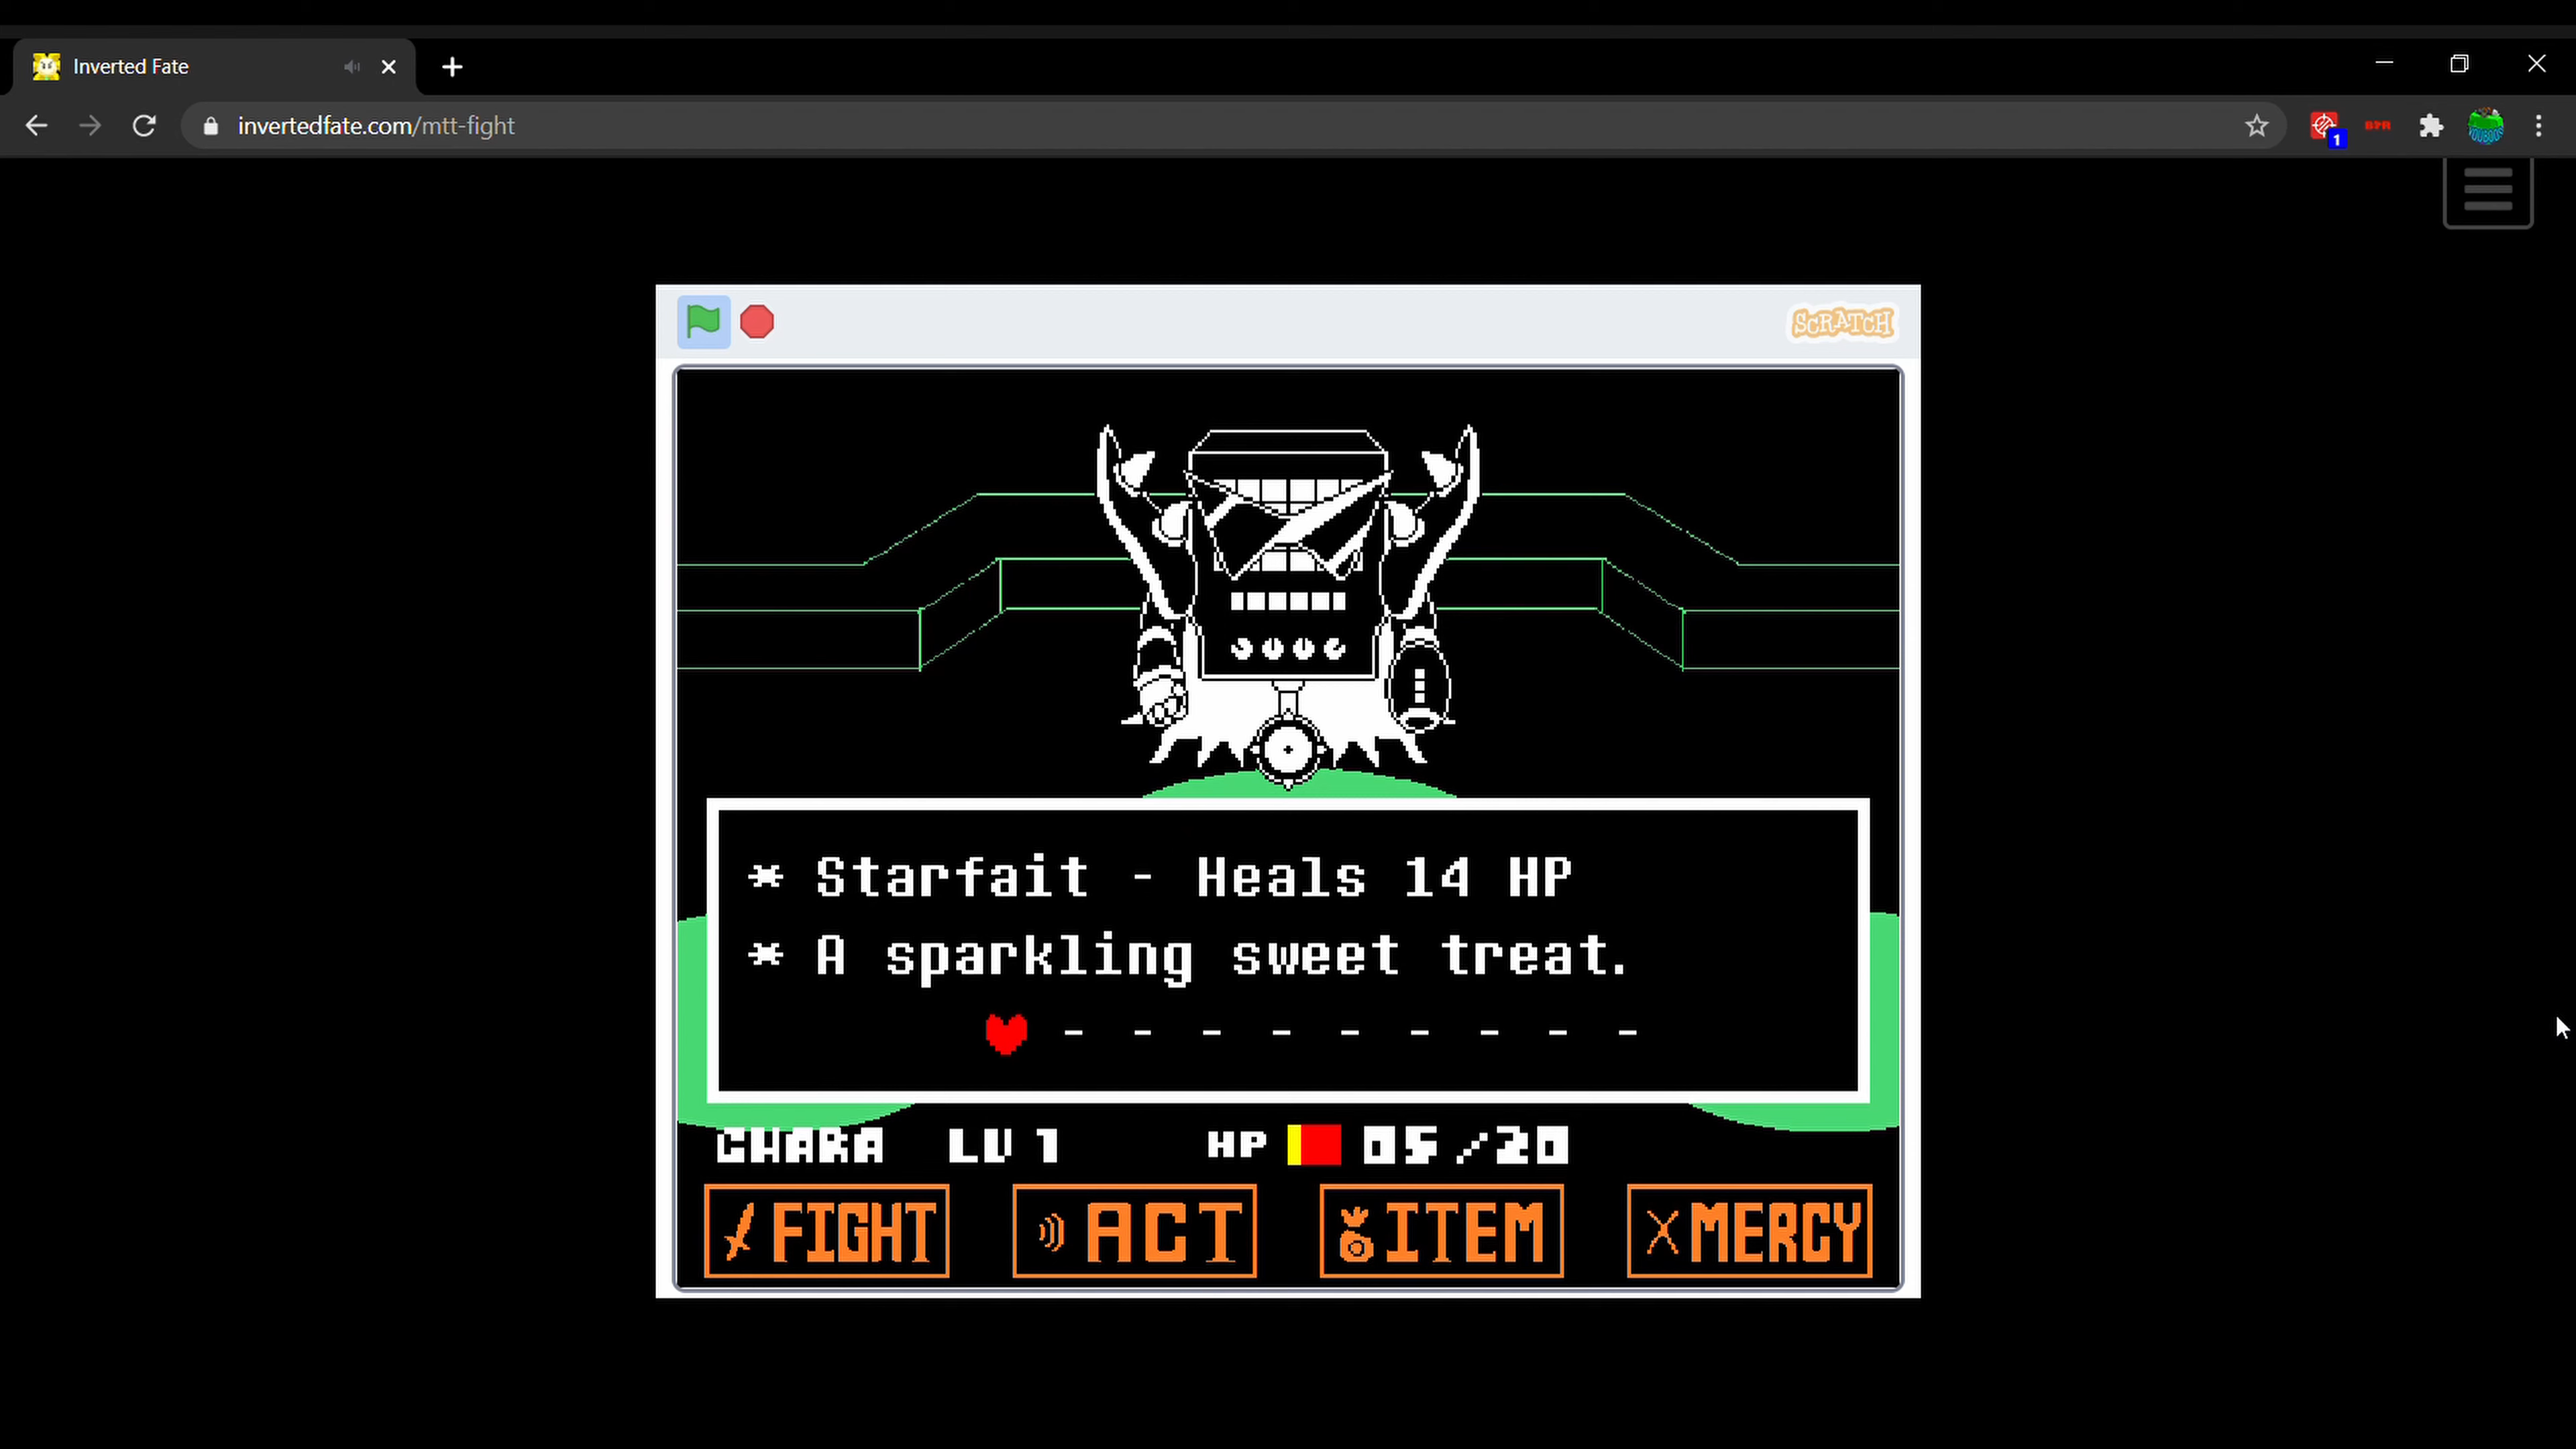 Inverted Fate
invertedfate.com/mtt-fight
1
SCRATCH
* Starfait - Heals 14 HP
* A sparkling sweet treat.
- - - - - - - - -
CHARA LV 1 HP 05/20
FIGHT ACT ITEM MERCY